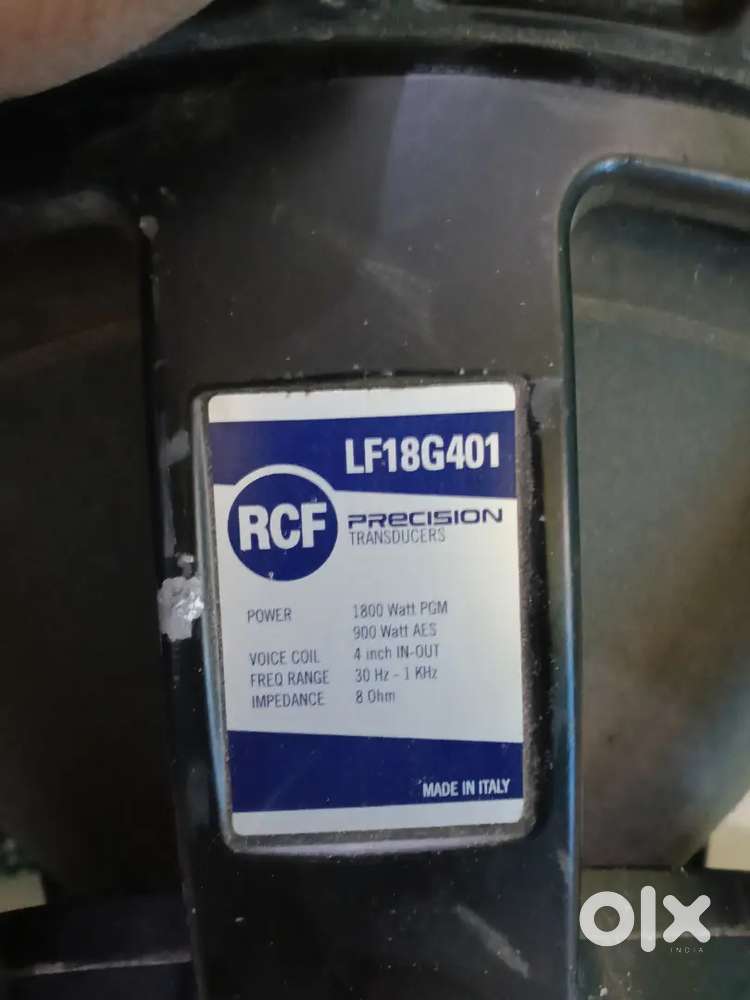 LF18G401
RCF
PRECISION
TRANSDUCERS
POWER 1800 Watt PGM
900 Watt AES
VOICE COIL 4 inch IN-OUT
FREQ RANGE 30 Hz - 1 KHz
IMPEDANCE 8 Ohm
MADE IN ITALY
olx
INDIA